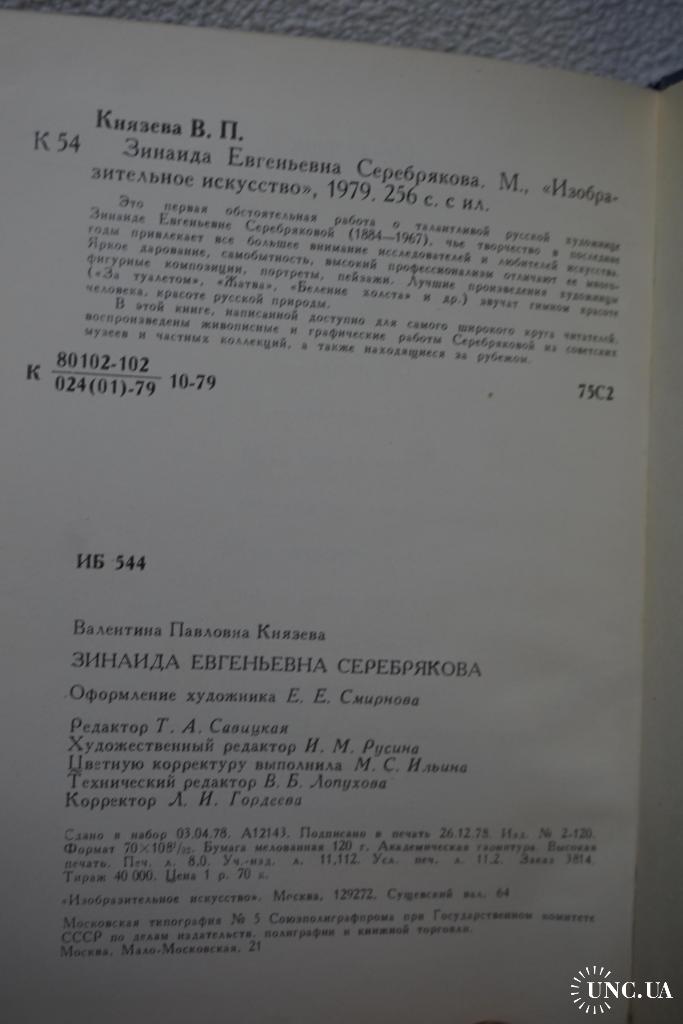 Князева В. П.
К 54 Зинаида Евгеньевна Серебрякова. М., «Изобра-
зительное искусство», 1979. 256 с. с ил.
Это первая обстоятельная работа о талантливой русской художнице
Зинаиде Евгеньевне Серебряковой (1884—1967), чье творчество в последние
годы привлекает все большее внимание исследователей и любителей искусства.
Яркое дарование, самобытность, высокий профессионализм отличают ее много-
фигурные композиции, портреты, пейзажи. Лучшие произведения художницы
(«За туалетом», «Жатва», «Беление холста» и др.) звучат гимном красоте
человека, красоте русской природы.
В этой книге, написанной доступно для самого широкого круга читателей,
воспроизведены живописные и графические работы Серебряковой из советских
музеев и частных коллекций, а также находящиеся за рубежом.
К 80102-102
024(01)-79 10-79 75С2
ИБ 544
Валентина Павловна Князева
ЗИНАИДА ЕВГЕНЬЕВНА СЕРЕБРЯКОВА
Оформление художника Е. Е. Смирнова
Редактор Т. А. Савицкая
Художественный редактор И. М. Русина
Цветную корректуру выполнила М. С. Ильина
Технический редактор В. Б. Лопухова
Корректор Л. И. Гордеева
Сдано в набор 03.04.78. А12143. Подписано в печать 26.12.78. Изд. № 2-120.
Формат 70×108¹/₃₂. Бумага мелованная 120 г. Академическая гарнитура. Высокая
печать. Печ. л. 8,0. Уч.-изд. л. 11,112. Усл. печ. л. 11,2. Заказ 3814.
Тираж 40 000. Цена 1 р. 70 к.
«Изобразительное искусство». Москва, 129272, Сущевский вал, 64
Московская типография № 5 Союзполиграфпрома при Государственном комитете
СССР по делам издательств, полиграфии и книжной торговли.
Москва, Мало-Московская, 21
UNC.UA